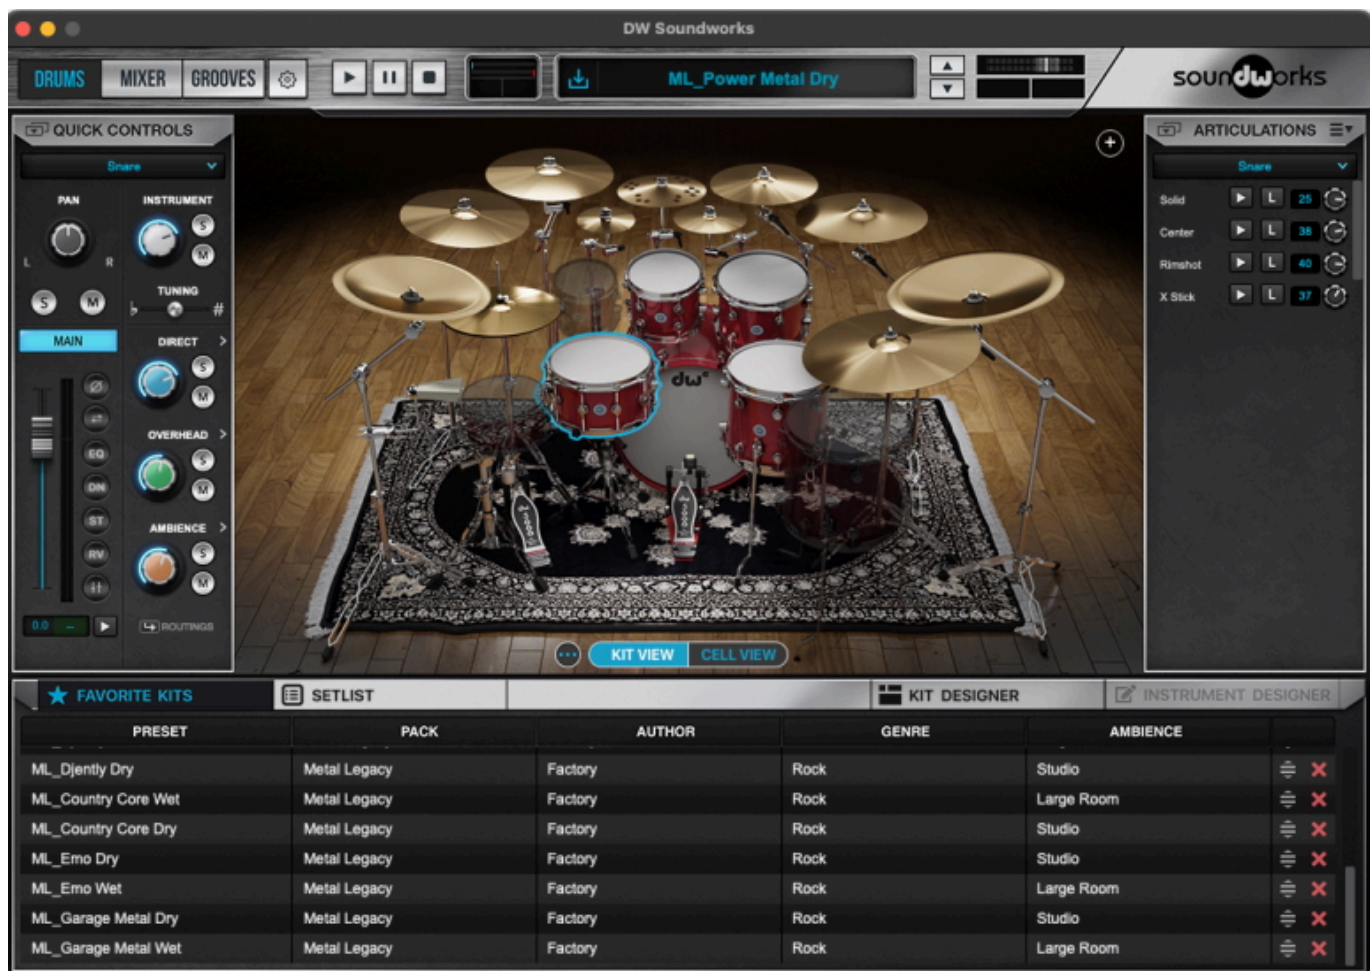 DW Soundworks
DRUMS MIXER GROOVES
ML_Power Metal Dry
soundworks
QUICK CONTROLS
Snare
PAN
L R
S M
MAIN
EQ
DN
ST
RV
0.0 --
INSTRUMENT
S
M
TUNING
♭ #
DIRECT >
S
M
OVERHEAD >
S
M
AMBIENCE >
S
M
ROUTINGS
dw
KIT VIEW CELL VIEW
ARTICULATIONS
Snare
Solid L 25
Center L 38
Rimshot L 40
X Stick L 37
FAVORITE KITS SETLIST KIT DESIGNER INSTRUMENT DESIGNER
PRESET PACK AUTHOR GENRE AMBIENCE
ML_Djently Dry Metal Legacy Factory Rock Studio
ML_Country Core Wet Metal Legacy Factory Rock Large Room
ML_Country Core Dry Metal Legacy Factory Rock Studio
ML_Emo Dry Metal Legacy Factory Rock Studio
ML_Emo Wet Metal Legacy Factory Rock Large Room
ML_Garage Metal Dry Metal Legacy Factory Rock Studio
ML_Garage Metal Wet Metal Legacy Factory Rock Large Room